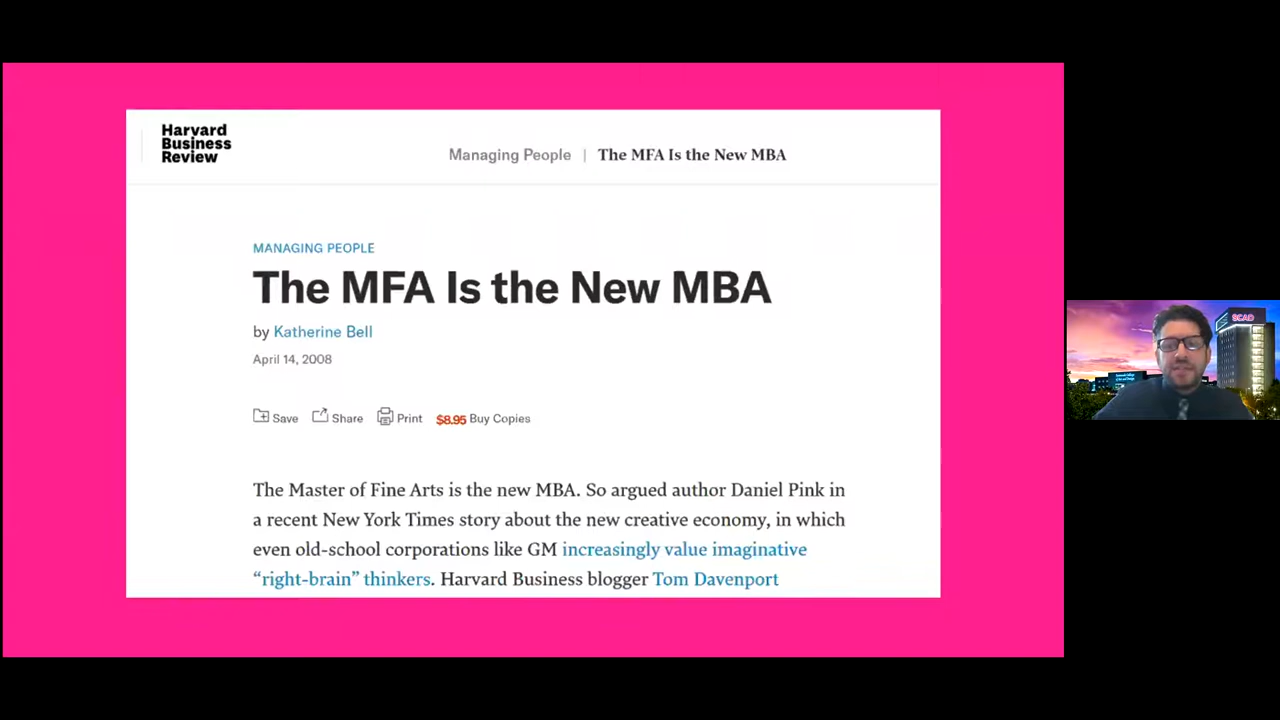 Harvard
Business
Review
Managing People | The MFA Is the New MBA
MANAGING PEOPLE
The MFA Is the New MBA
by Katherine Bell
April 14, 2008
Save Share Print $8.95 Buy Copies
The Master of Fine Arts is the new MBA. So argued author Daniel Pink in
a recent New York Times story about the new creative economy, in which
even old-school corporations like GM increasingly value imaginative
“right-brain” thinkers. Harvard Business blogger Tom Davenport
SCAD